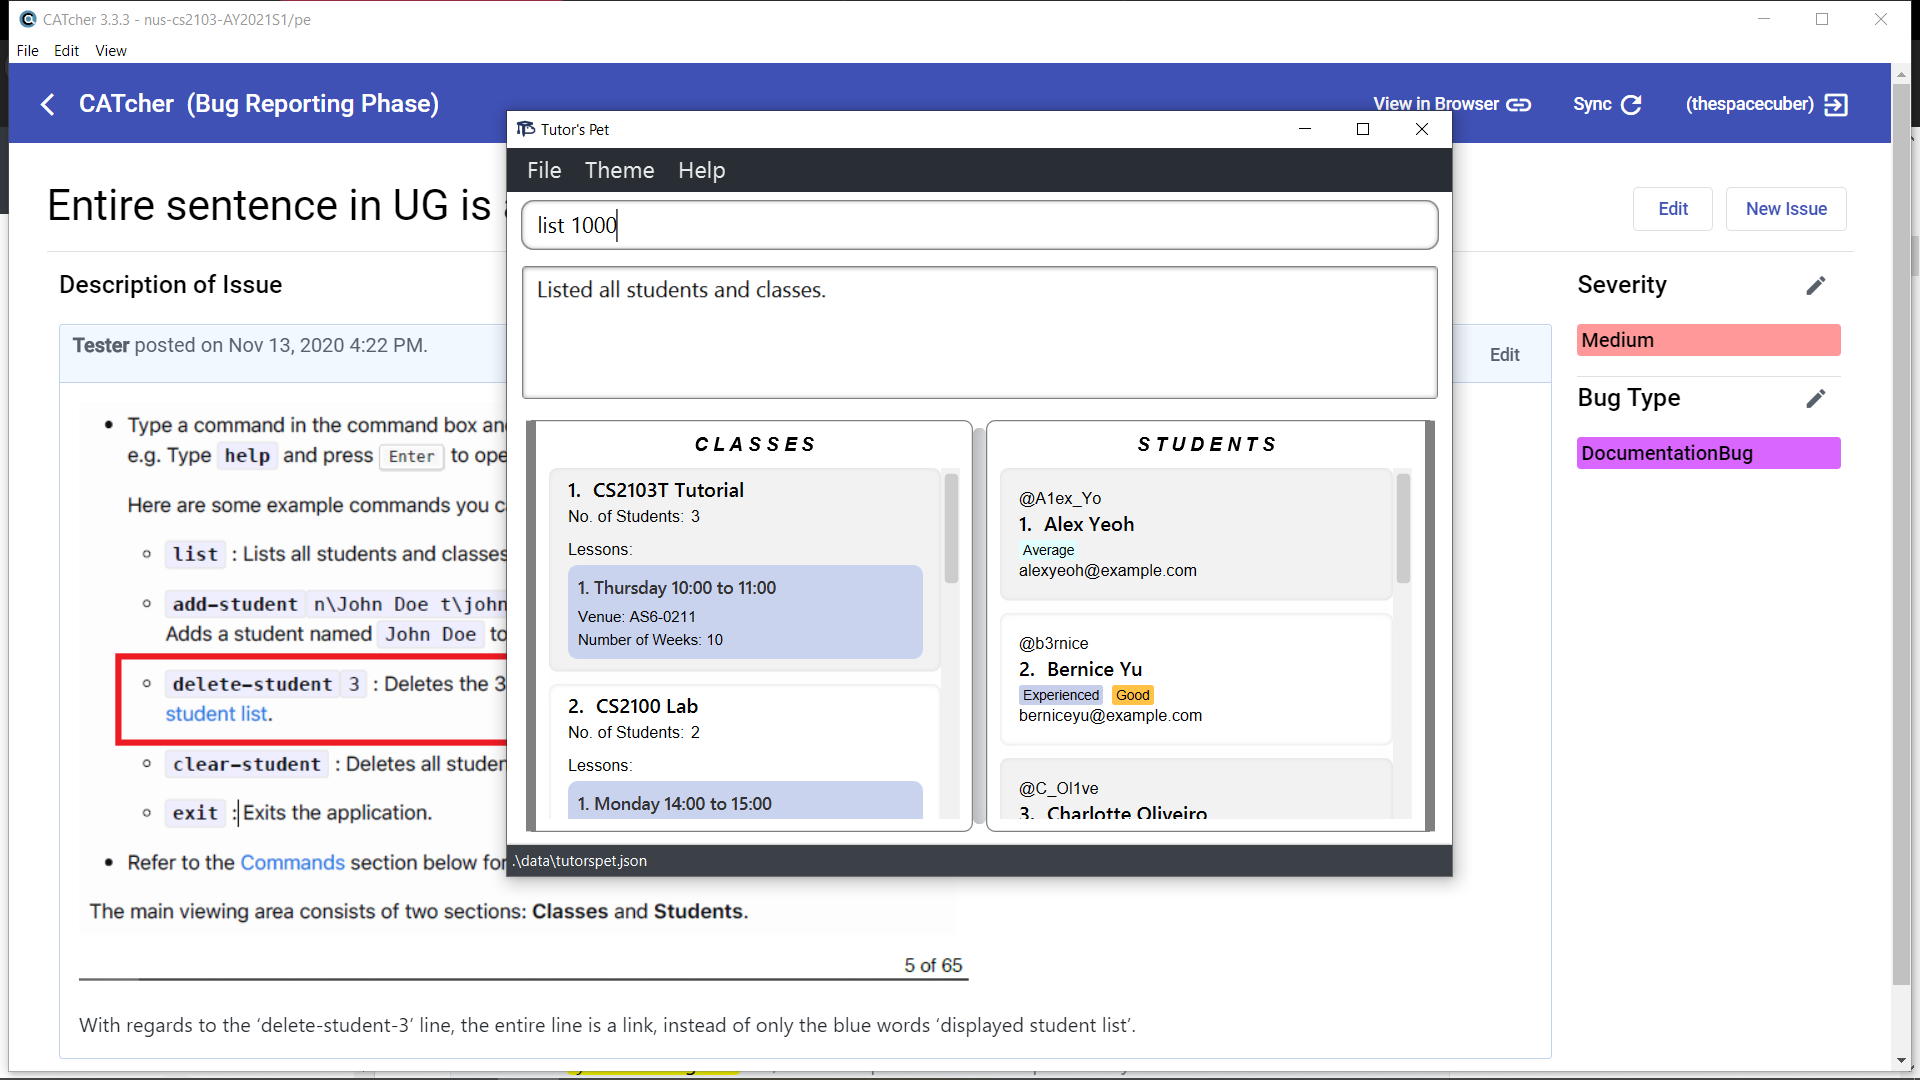 CATcher 3.3.3 - nus-cs2103-AY2021S1/pe
File Edit View
CATcher (Bug Reporting Phase)
View in Browser
Sync
(thespacecuber)
Entire sentence in UG is
Edit
New Issue
Description of Issue
Tester posted on Nov 13, 2020 4:22 PM.
Edit
• Type a command in the command box an
e.g. Type help and press Enter to ope
Here are some example commands you c
list : Lists all students and classes
add-student n\John Doe t\john
Adds a student named John Doe to
delete-student 3 : Deletes the 3
student list.
clear-student : Deletes all studen
exit : Exits the application.
• Refer to the Commands section below for
The main viewing area consists of two sections: Classes and Students.
5 of 65
With regards to the ‘delete-student-3’ line, the entire line is a link, instead of only the blue words ‘displayed student list’.
Severity
Medium
Bug Type
DocumentationBug
Tutor's Pet
File Theme Help
list 1000
Listed all students and classes.
CLASSES
1. CS2103T Tutorial
No. of Students: 3
Lessons:
1. Thursday 10:00 to 11:00
Venue: AS6-0211
Number of Weeks: 10
2. CS2100 Lab
No. of Students: 2
Lessons:
1. Monday 14:00 to 15:00
STUDENTS
@A1ex_Yo
1. Alex Yeoh
Average
alexyeoh@example.com
@b3rnice
2. Bernice Yu
Experienced Good
berniceyu@example.com
@C_Ol1ve
3. Charlotte Oliveiro
.\data\tutorspet.json